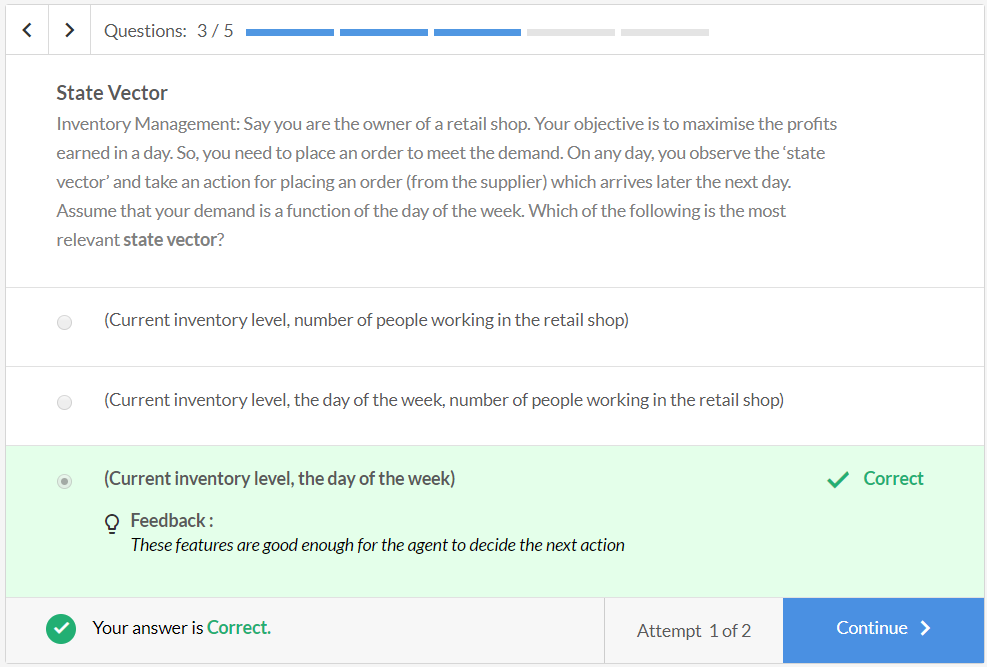 Questions: 3 / 5
State Vector
Inventory Management: Say you are the owner of a retail shop. Your objective is to maximise the profits
earned in a day. So, you need to place an order to meet the demand. On any day, you observe the ‘state
vector’ and take an action for placing an order (from the supplier) which arrives later the next day.
Assume that your demand is a function of the day of the week. Which of the following is the most
relevant state vector?
(Current inventory level, number of people working in the retail shop)
(Current inventory level, the day of the week, number of people working in the retail shop)
(Current inventory level, the day of the week)
Correct
Feedback :
These features are good enough for the agent to decide the next action
Your answer is Correct.
Attempt 1 of 2
Continue